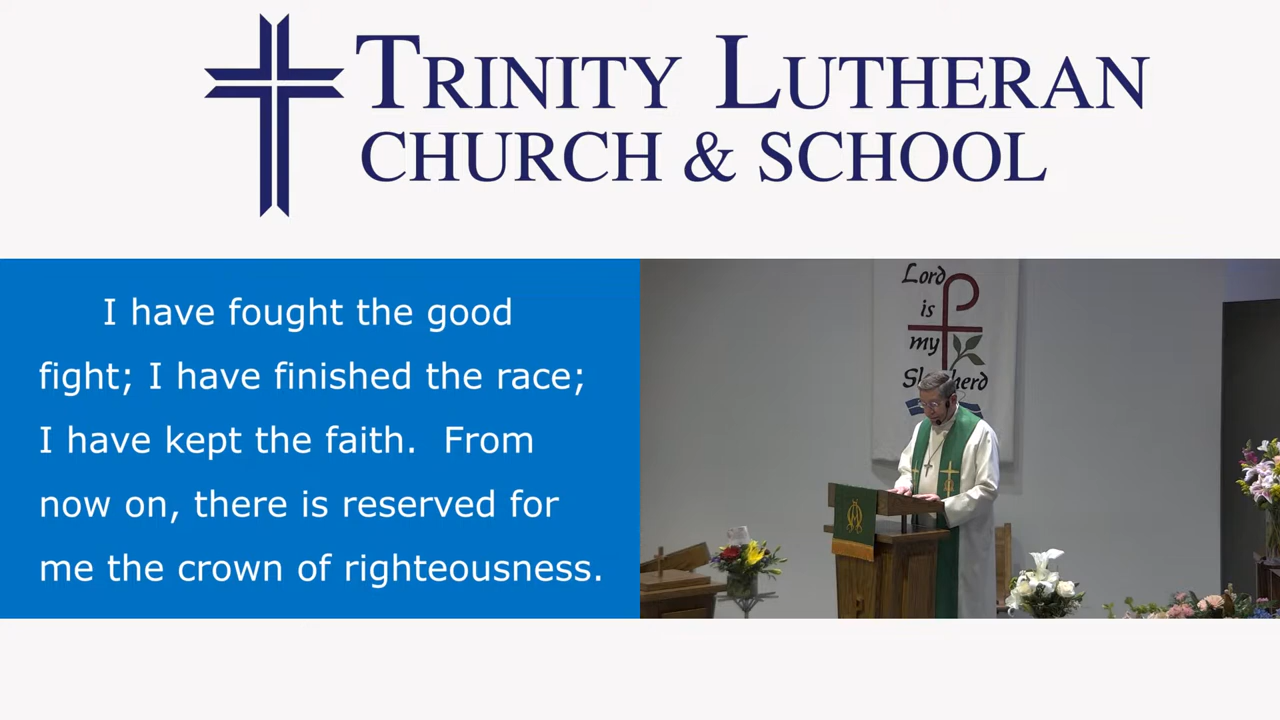 TRINITY LUTHERAN
CHURCH & SCHOOL
I have fought the good
fight; I have finished the race;
I have kept the faith.  From
now on, there is reserved for
me the crown of righteousness.
Lord
is
my